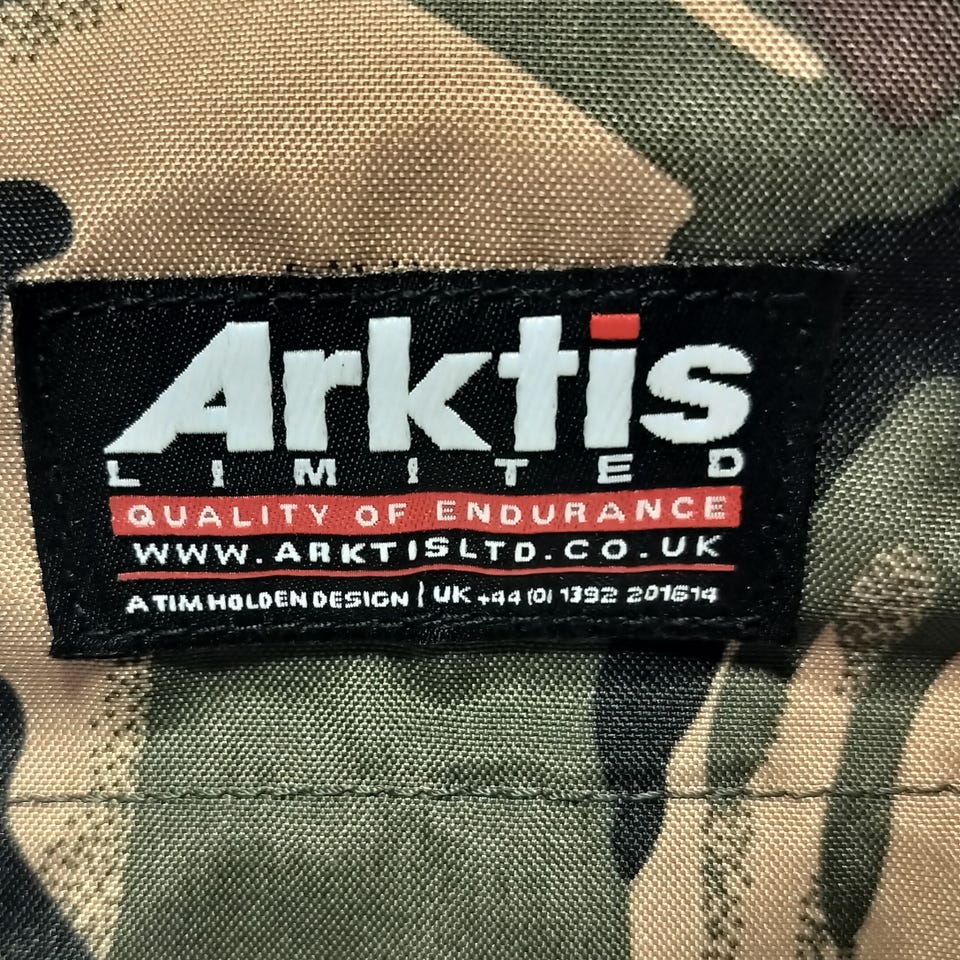 Arktis
LIMITED
QUALITY OF ENDURANCE
WWW.ARKTISLTD.CO.UK
A TIM HOLDEN DESIGN | UK +44 (0) 1392 201614